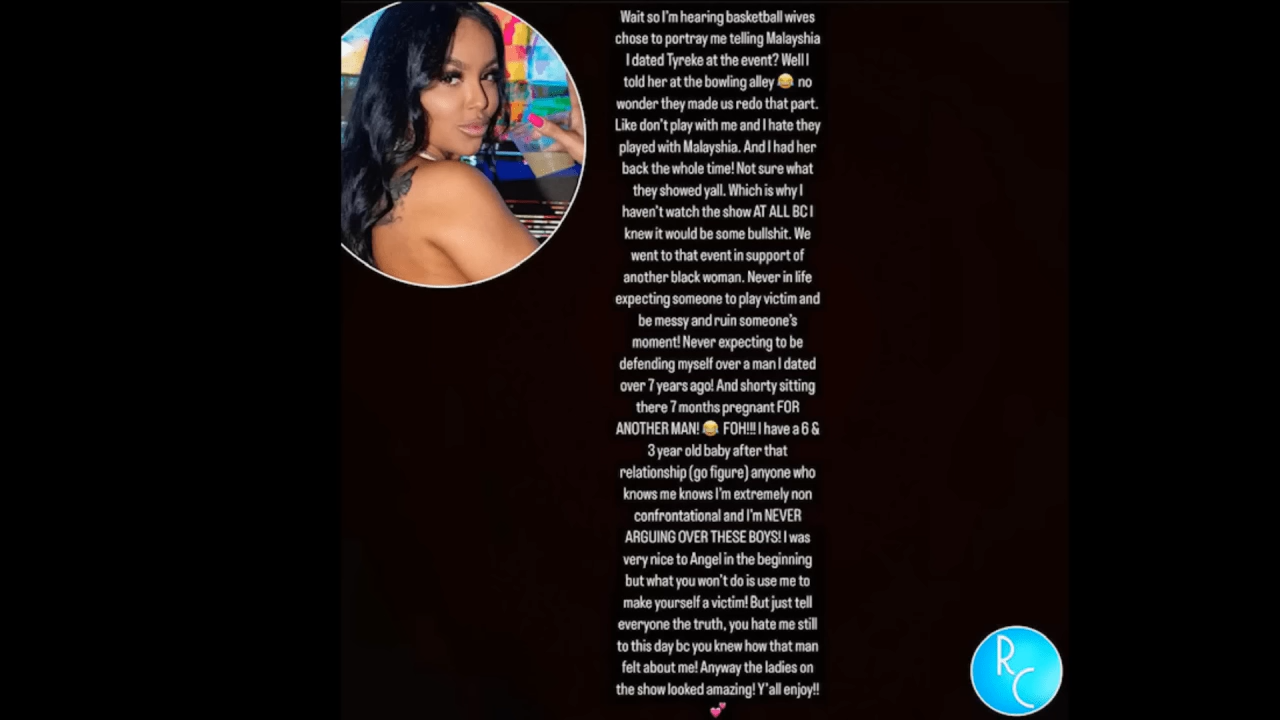 Wait so I'm hearing basketball wives
chose to portray me telling Malayshia
I dated Tyreke at the event? Well I
told her at the bowling alley 😂 no
wonder they made us redo that part.
Like don't play with me and I hate they
played with Malayshia. And I had her
back the whole time! Not sure what
they showed yall. Which is why I
haven't watch the show AT ALL BC I
knew it would be some bullshit. We
went to that event in support of
another black woman. Never in life
expecting someone to play victim and
be messy and ruin someone's
moment! Never expecting to be
defending myself over a man I dated
over 7 years ago! And shorty sitting
there 7 months pregnant FOR
ANOTHER MAN! 😂 FOH!!! I have a 6 &
3 year old baby after that
relationship (go figure) anyone who
knows me knows I'm extremely non
confrontational and I'm NEVER
ARGUING OVER THESE BOYS! I was
very nice to Angel in the beginning
but what you won't do is use me to
make yourself a victim! But just tell
everyone the truth, you hate me still
to this day bc you knew how that man
felt about me! Anyway the ladies on
the show looked amazing! Y'all enjoy!!
💕
RC